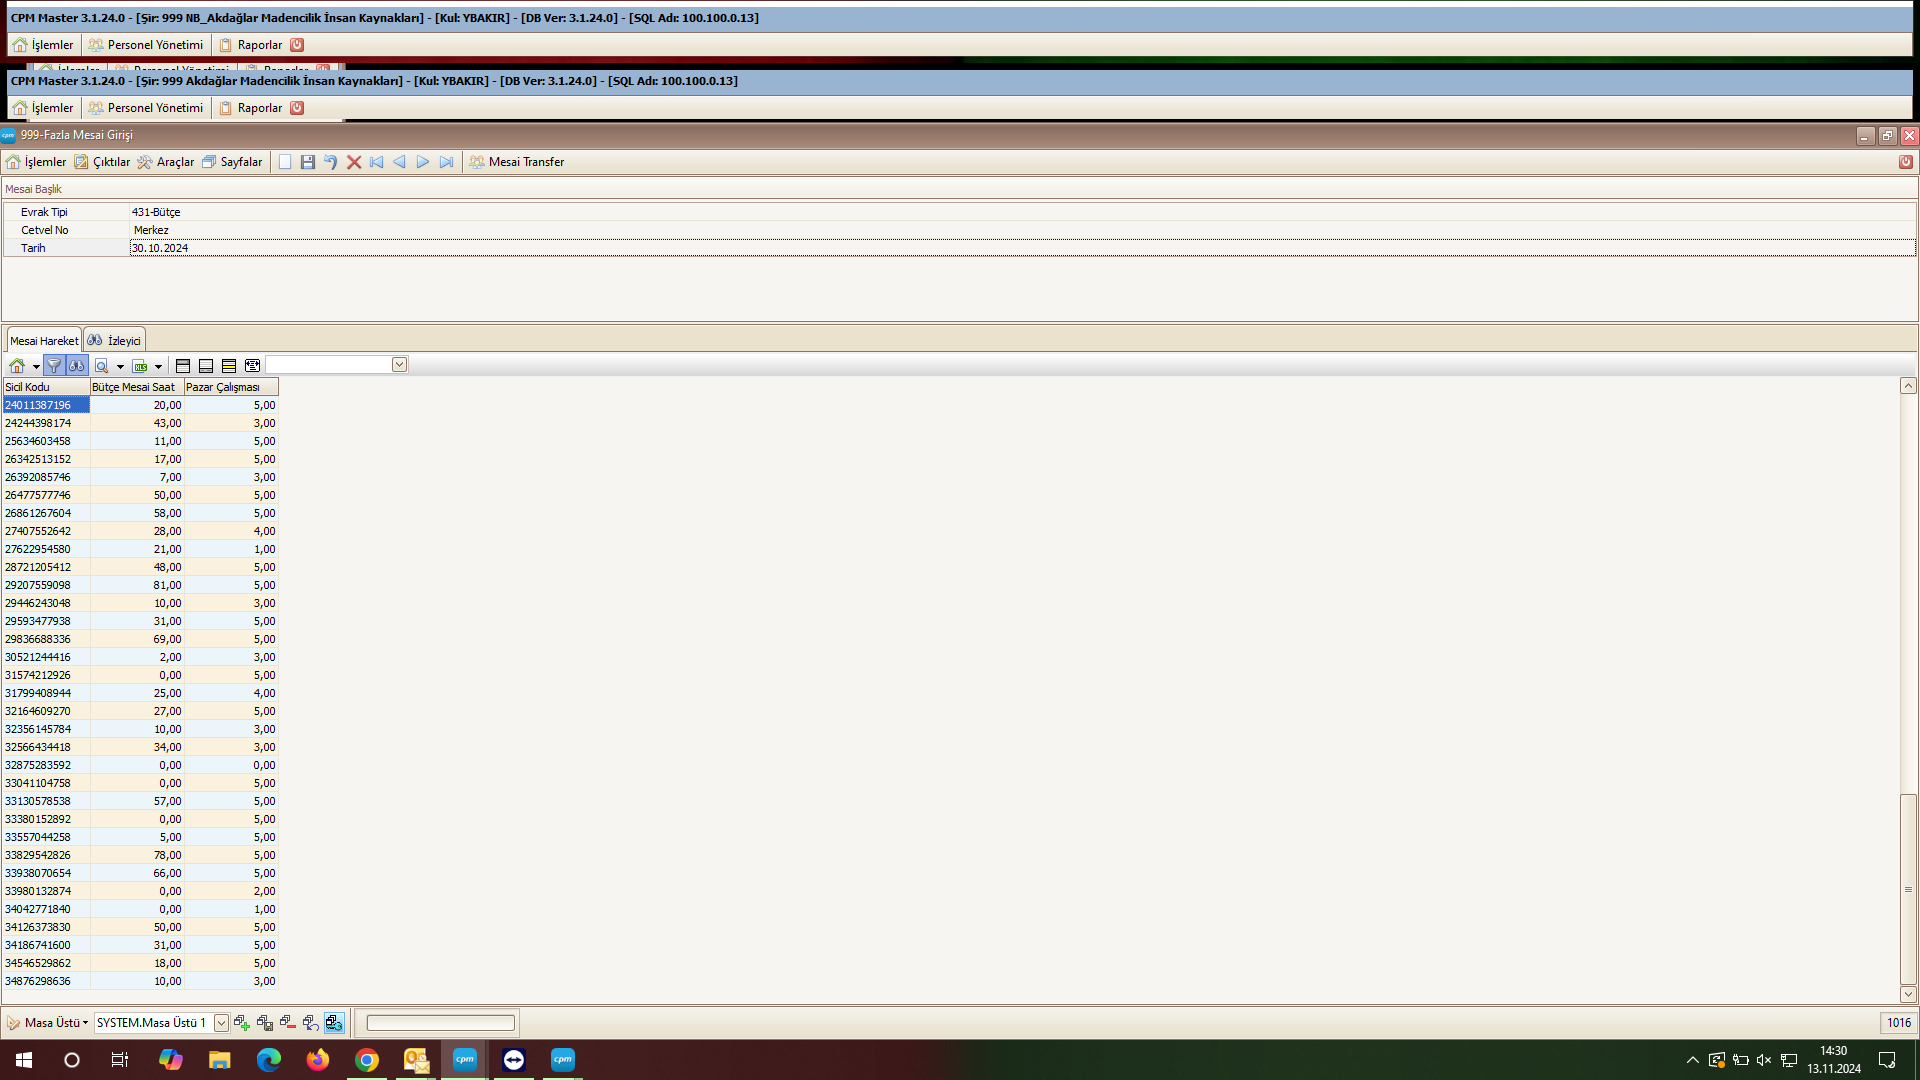 CPM Master 3.1.24.0 - [Şir: 999 NB_Akdağlar Madencilik İnsan Kaynakları] - [Kul: YBAKIR] - [DB Ver: 3.1.24.0] - [SQL Adı: 100.100.0.13]
İşlemler Personel Yönetimi Raporlar
CPM Master 3.1.24.0 - [Şir: 999 Akdağlar Madencilik İnsan Kaynakları] - [Kul: YBAKIR] - [DB Ver: 3.1.24.0] - [SQL Adı: 100.100.0.13]
İşlemler Personel Yönetimi Raporlar
cpm 999-Fazla Mesai Girişi
İşlemler Çıktılar Araçlar Sayfalar Mesai Transfer
Mesai Başlık
Evrak Tipi 431-Bütçe
Cetvel No Merkez
Tarih 30.10.2024
Mesai Hareket İzleyici
XLS
Sicil Kodu Bütçe Mesai Saat Pazar Çalışması
24011387196 20,00 5,00
24244398174 43,00 3,00
25634603458 11,00 5,00
26342513152 17,00 5,00
26392085746 7,00 3,00
26477577746 50,00 5,00
26861267604 58,00 5,00
27407552642 28,00 4,00
27622954580 21,00 1,00
28721205412 48,00 5,00
29207559098 81,00 5,00
29446243048 10,00 3,00
29593477938 31,00 5,00
29836688336 69,00 5,00
30521244416 2,00 3,00
31574212926 0,00 5,00
31799408944 25,00 4,00
32164609270 27,00 5,00
32356145784 10,00 3,00
32566434418 34,00 3,00
32875283592 0,00 0,00
33041104758 0,00 5,00
33130578538 57,00 5,00
33380152892 0,00 5,00
33557044258 5,00 5,00
33829542826 78,00 5,00
33938070654 66,00 5,00
33980132874 0,00 2,00
34042771840 0,00 1,00
34126373830 50,00 5,00
34186741600 31,00 5,00
34546529862 18,00 5,00
34876298636 10,00 3,00
Masa Üstü SYSTEM.Masa Üstü 1 1016
cpm cpm 14:30
13.11.2024